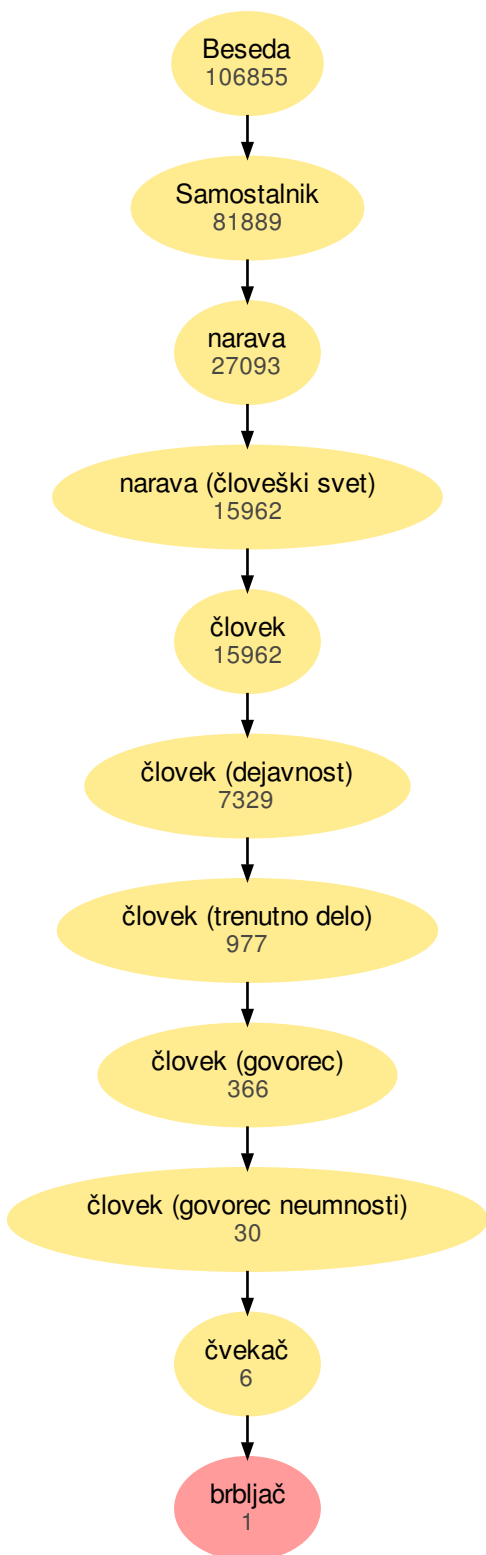 Beseda
106855
Samostalnik
81889
narava
27093
narava (človeški svet)
15962
človek
15962
človek (dejavnost)
7329
človek (trenutno delo)
977
človek (govorec)
366
človek (govorec neumnosti)
30
čvekač
6
brbljač
1